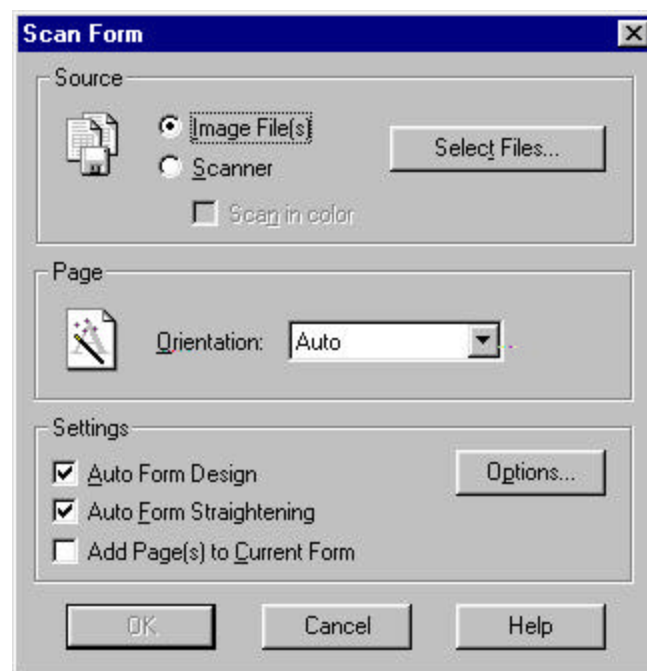 Scan Form
Source
Image File(s)
Select Files...
Scanner
Scan in color
Page
Orientation: Auto
Settings
Auto Form Design
Options...
Auto Form Straightening
Add Page(s) to Current Form
OK Cancel Help